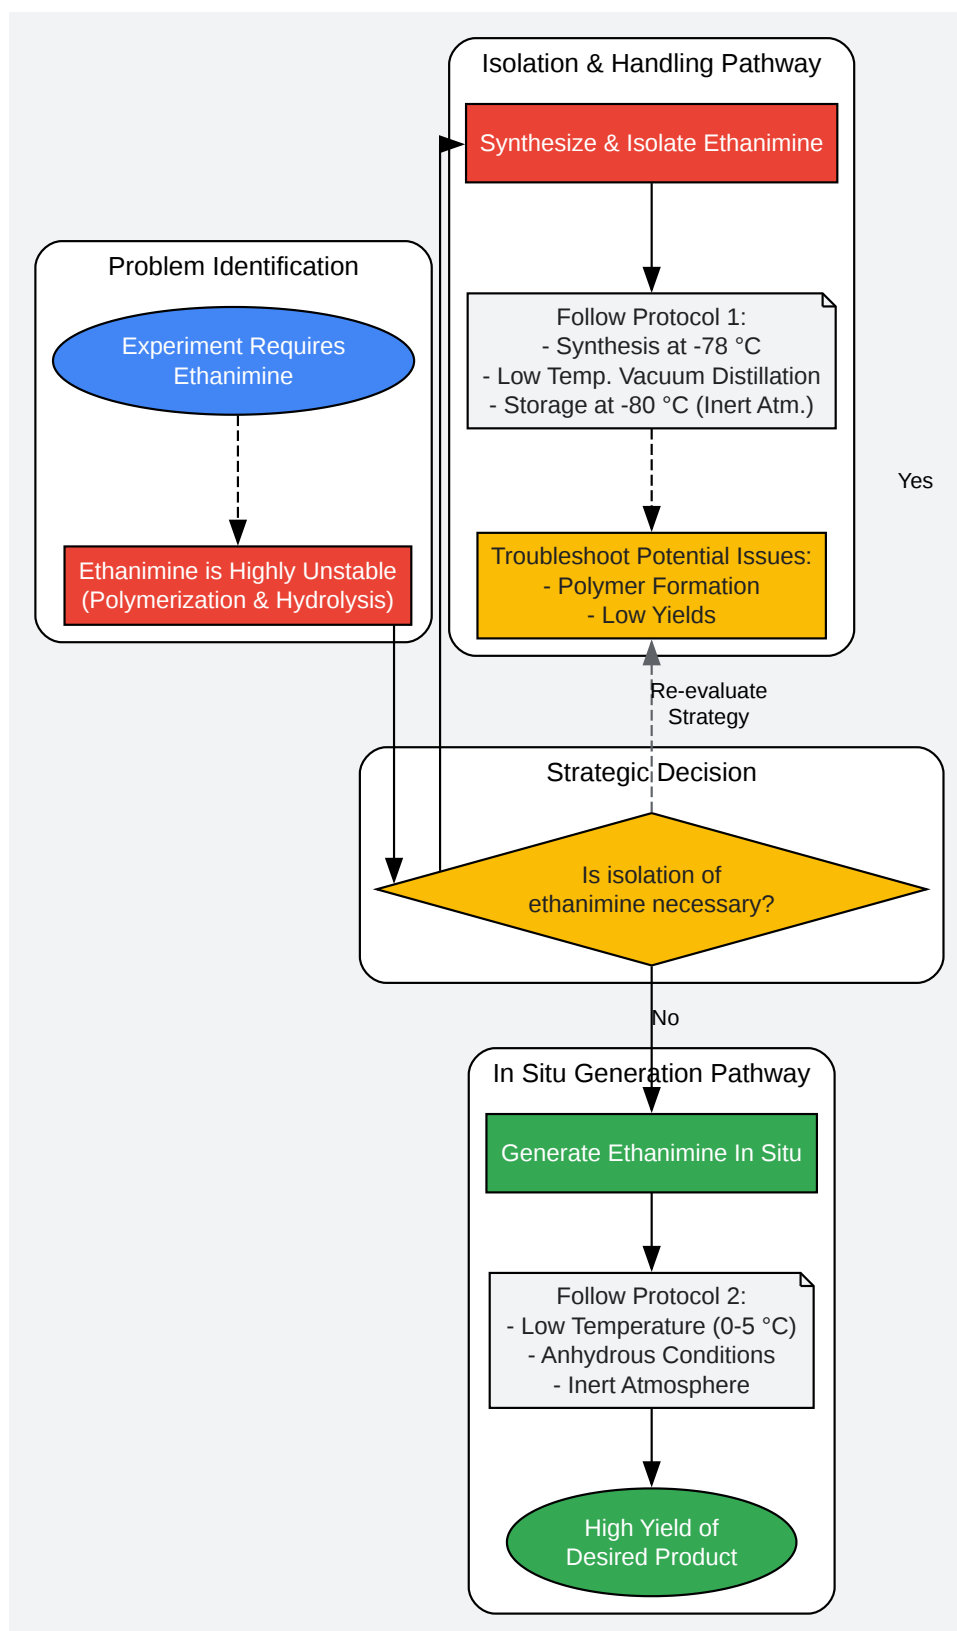 Isolation & Handling Pathway
Synthesize & Isolate Ethanimine
Follow Protocol 1:
- Synthesis at -78 °C
- Low Temp. Vacuum Distillation
- Storage at -80 °C (Inert Atm.)
Troubleshoot Potential Issues:
- Polymer Formation
- Low Yields
Problem Identification
Experiment Requires
Ethanimine
Ethanimine is Highly Unstable
(Polymerization & Hydrolysis)
Yes
Re-evaluate
Strategy
Strategic Decision
Is isolation of
ethanimine necessary?
No
In Situ Generation Pathway
Generate Ethanimine In Situ
Follow Protocol 2:
- Low Temperature (0-5 °C)
- Anhydrous Conditions
- Inert Atmosphere
High Yield of
Desired Product